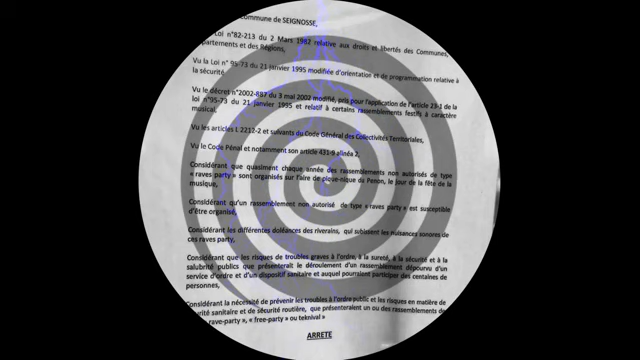 commune de SEIGNOSSE,
Loi n°82-213 du 2 Mars 1982 relative aux droits et libertés des Communes,
partements et des Régions,
Vu la Loi n° 95-73 du 21 janvier 1995 modifiée d'orientation et de programmation relative à
la sécurité,
Vu le décret n°2002-887 du 3 mai 2002 modifié, pris pour l'application de l'article 23-1 de la
loi n°95-73 du 21 janvier 1995 et relatif à certains rassemblements festifs à caractère
musical,
Vu les articles L 2212-2 et suivants du Code Général des Collectivités Territoriales,
Vu le Code Pénal et notamment son article 431-9 alinéa 2,
Considérant que quasiment chaque année des rassemblements non autorisés de type
« raves party » sont organisés sur l'aire de pique-nique du Penon, le jour de la fête de la
musique,
Considérant qu'un rassemblement non autorisé de type « raves party » est susceptible
d'être organisé,
Considérant les différentes doléances des riverains, qui subissent les nuisances sonores de
ces raves party,
Considérant que les risques de troubles graves à l'ordre, à la sureté, à la sécurité et à la
salubrité publics que présenterait le déroulement d'un rassemblement dépourvu d'un
service d'ordre et d'un dispositif sanitaire et auquel pourraient participer des centaines de
personnes,
Considérant la nécessité de prévenir les troubles à l'ordre public et les risques en matière de
urité sanitaire et de sécurité routière, que présenteraient un ou des rassemblements de
rave-party », « free-party » ou teknival »
ARRETE